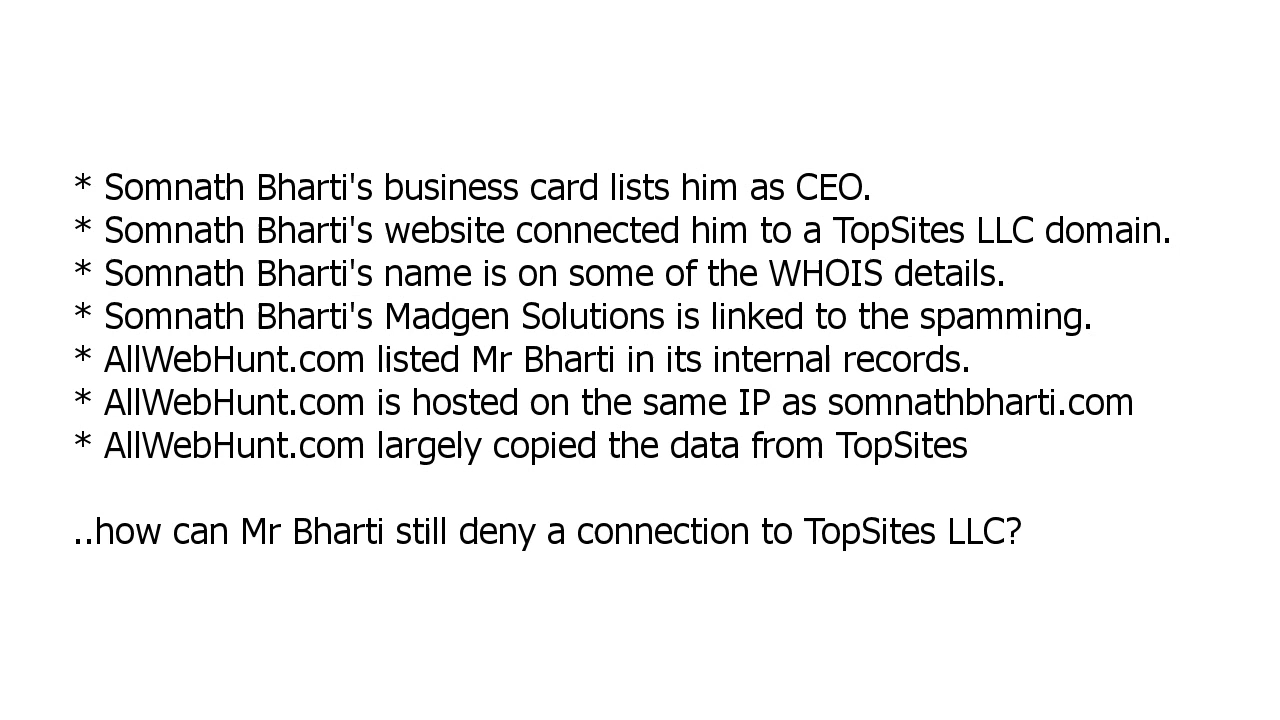 * Somnath Bharti's business card lists him as CEO.
* Somnath Bharti's website connected him to a TopSites LLC domain.
* Somnath Bharti's name is on some of the WHOIS details.
* Somnath Bharti's Madgen Solutions is linked to the spamming.
* AllWebHunt.com listed Mr Bharti in its internal records.
* AllWebHunt.com is hosted on the same IP as somnathbharti.com
* AllWebHunt.com largely copied the data from TopSites
..how can Mr Bharti still deny a connection to TopSites LLC?